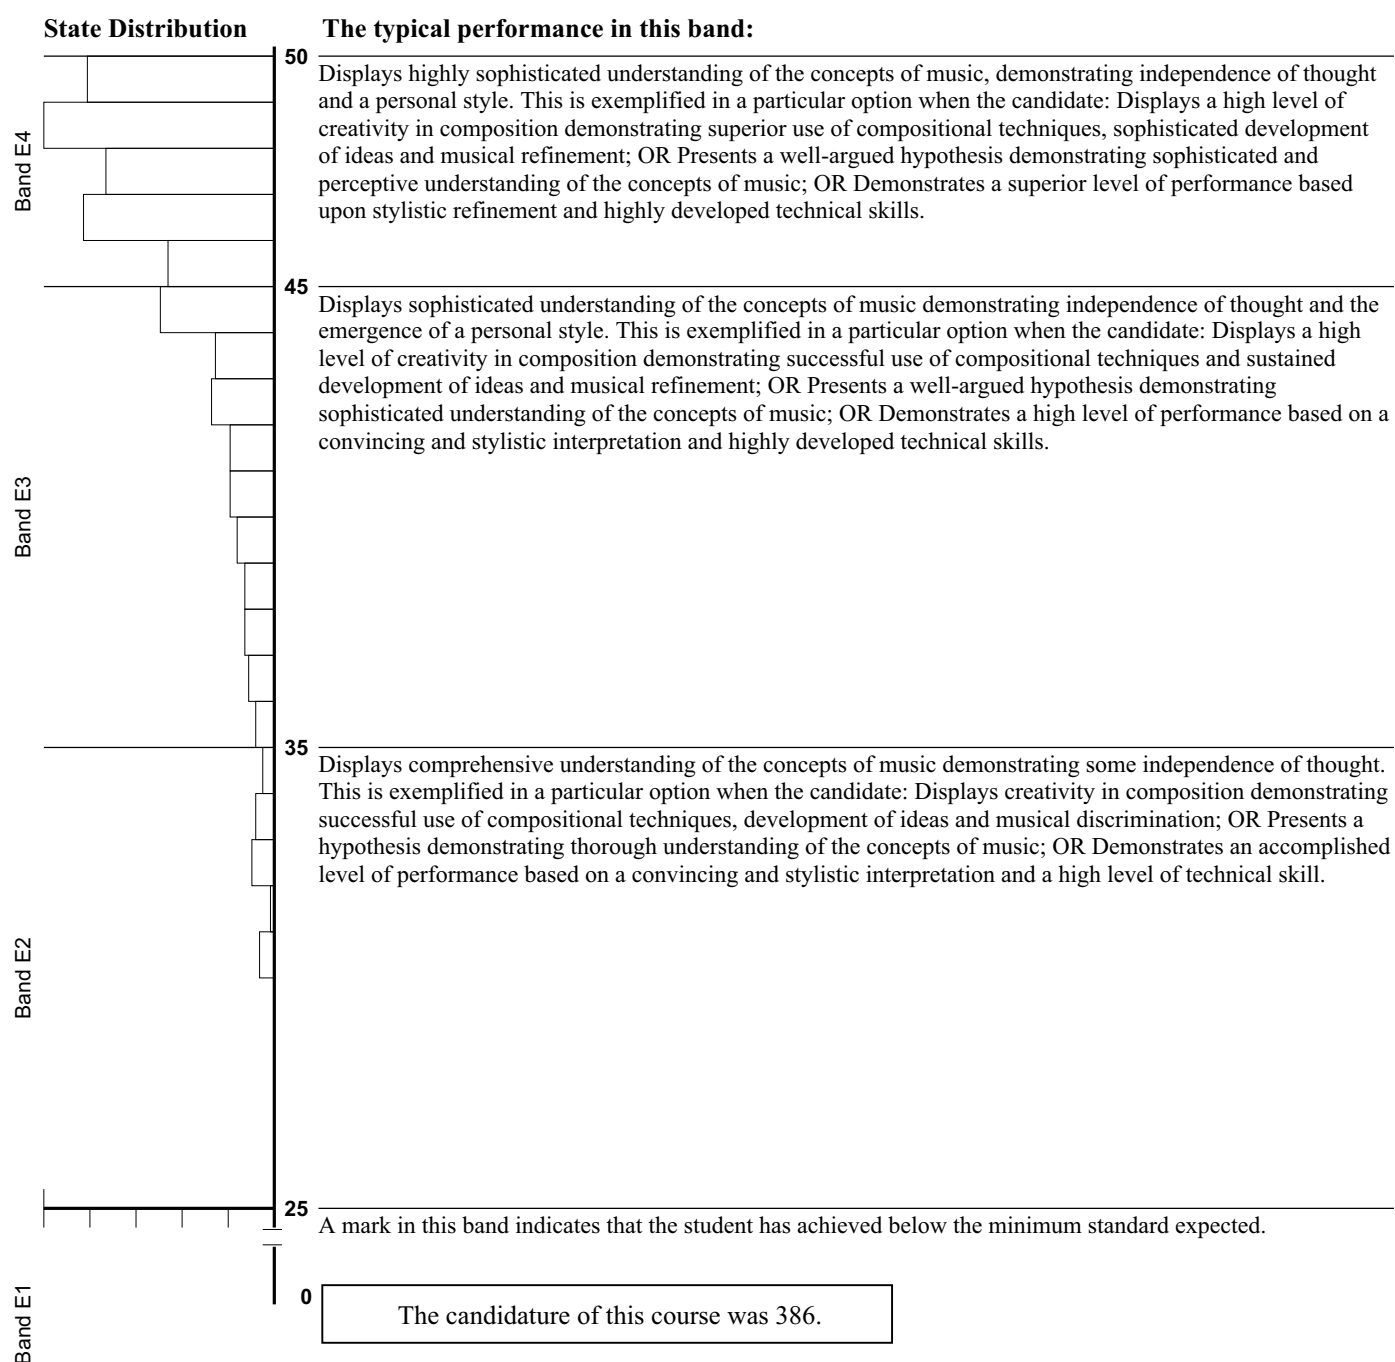 State Distribution
The typical performance in this band:
50
Displays highly sophisticated understanding of the concepts of music, demonstrating independence of thought
and a personal style. This is exemplified in a particular option when the candidate: Displays a high level of
creativity in composition demonstrating superior use of compositional techniques, sophisticated development
of ideas and musical refinement; OR Presents a well-argued hypothesis demonstrating sophisticated and
perceptive understanding of the concepts of music; OR Demonstrates a superior level of performance based
upon stylistic refinement and highly developed technical skills.
Band E4
45
Displays sophisticated understanding of the concepts of music demonstrating independence of thought and the
emergence of a personal style. This is exemplified in a particular option when the candidate: Displays a high
level of creativity in composition demonstrating successful use of compositional techniques and sustained
development of ideas and musical refinement; OR Presents a well-argued hypothesis demonstrating
sophisticated understanding of the concepts of music; OR Demonstrates a high level of performance based on a
convincing and stylistic interpretation and highly developed technical skills.
Band E3
35
Displays comprehensive understanding of the concepts of music demonstrating some independence of thought.
This is exemplified in a particular option when the candidate: Displays creativity in composition demonstrating
successful use of compositional techniques, development of ideas and musical discrimination; OR Presents a
hypothesis demonstrating thorough understanding of the concepts of music; OR Demonstrates an accomplished
level of performance based on a convincing and stylistic interpretation and a high level of technical skill.
Band E2
25
A mark in this band indicates that the student has achieved below the minimum standard expected.
0
Band E1
The candidature of this course was 386.